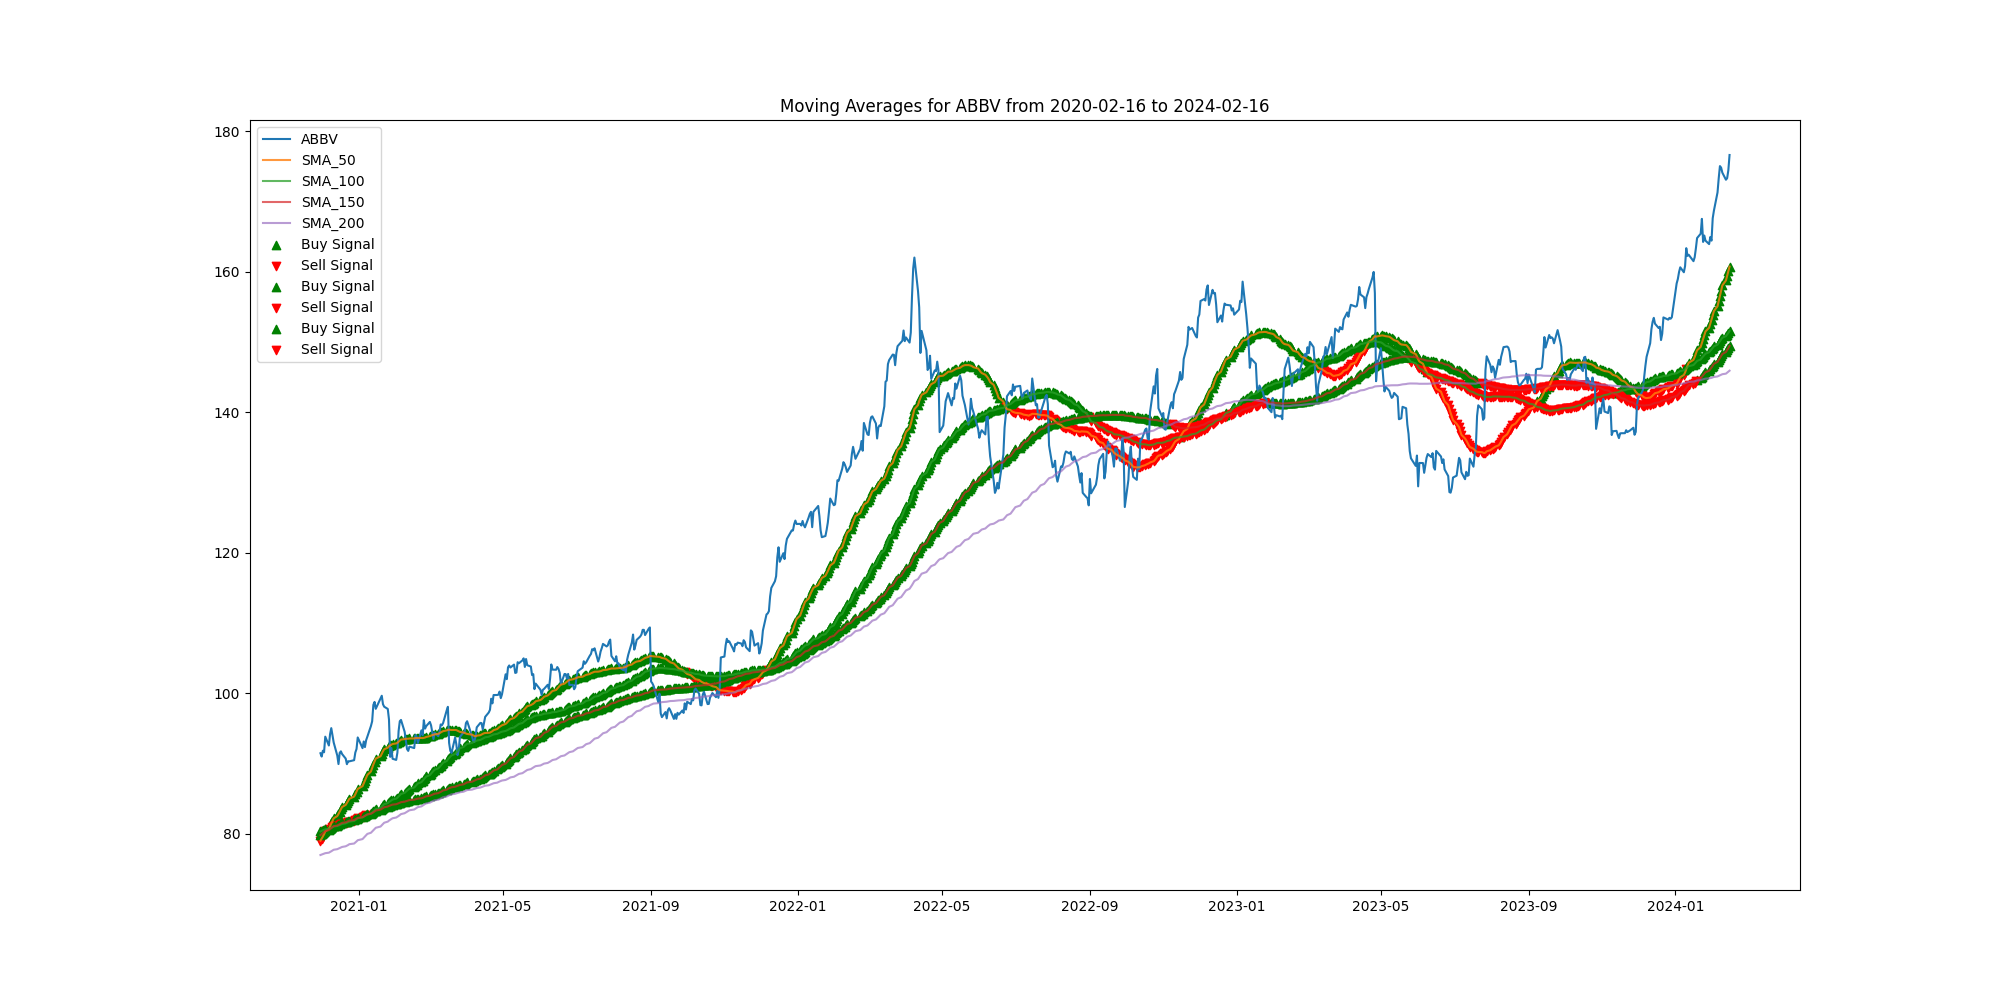 Moving Averages for ABBV from 2020-02-16 to 2024-02-16
180
160
140
120
100
80
ABBV
SMA_50
SMA_100
SMA_150
SMA_200
Buy Signal
Sell Signal
Buy Signal
Sell Signal
Buy Signal
Sell Signal
2021-01 2021-05 2021-09 2022-01 2022-05 2022-09 2023-01 2023-05 2023-09 2024-01